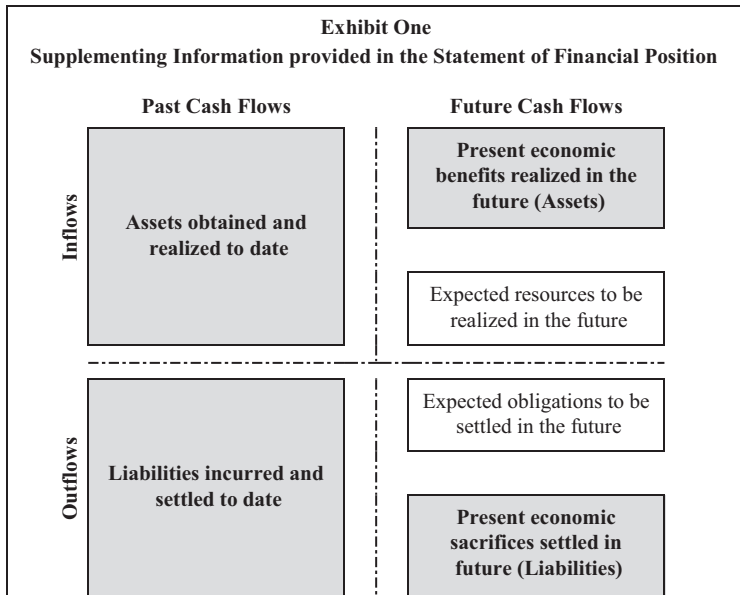 Exhibit One
Supplementing Information provided in the Statement of Financial Position
Past Cash Flows
Future Cash Flows
Inflows
Assets obtained and
realized to date
Present economic
benefits realized in the
future (Assets)
Expected resources to be
realized in the future
Outflows
Liabilities incurred and
settled to date
Expected obligations to be
settled in the future
Present economic
sacrifices settled in
future (Liabilities)